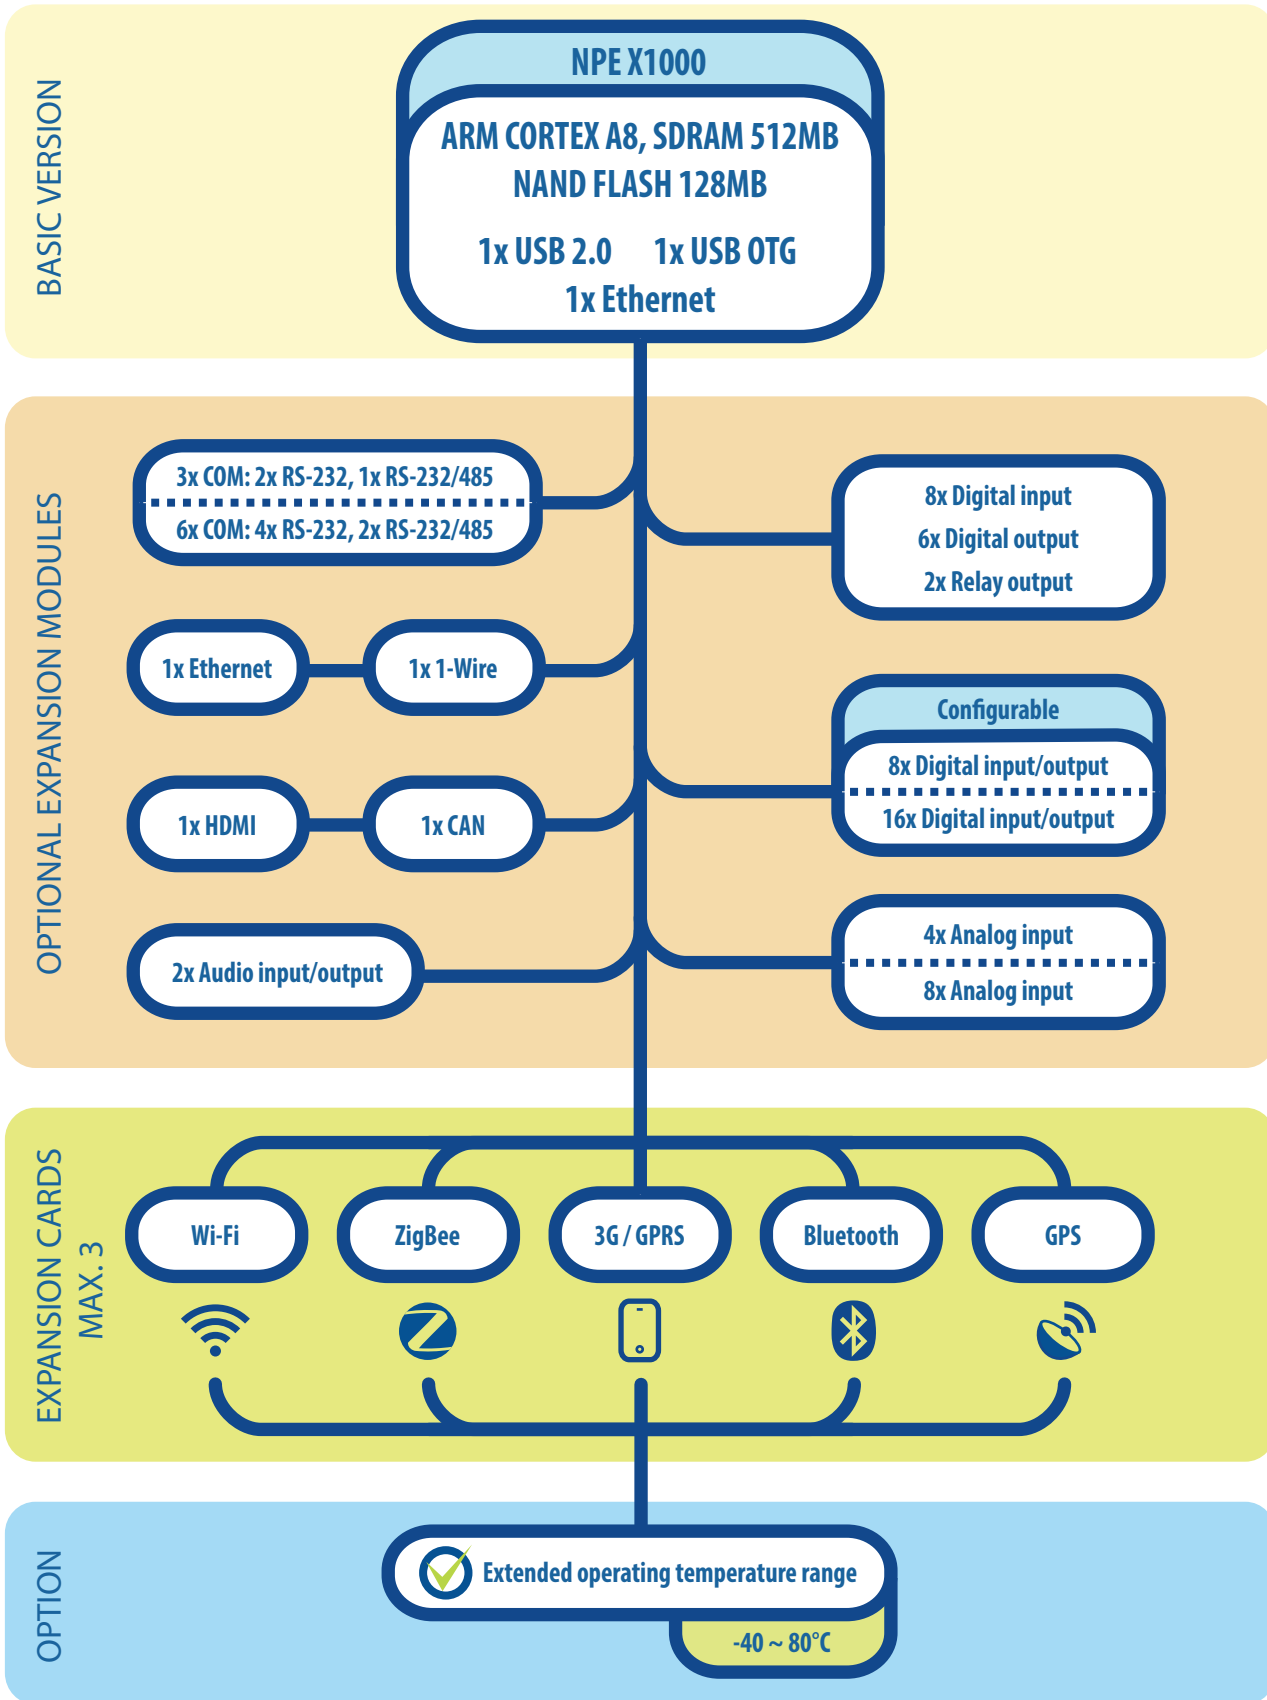 BASIC VERSION
NPE X1000
ARM CORTEX A8, SDRAM 512MB
NAND FLASH 128MB
1x USB 2.0 1x USB OTG
1x Ethernet
OPTIONAL EXPANSION MODULES
3x COM: 2x RS-232, 1x RS-232/485
6x COM: 4x RS-232, 2x RS-232/485
8x Digital input
6x Digital output
2x Relay output
1x Ethernet
1x 1-Wire
Configurable
8x Digital input/output
16x Digital input/output
1x HDMI
1x CAN
4x Analog input
8x Analog input
2x Audio input/output
EXPANSION CARDS
MAX. 3
Wi-Fi
ZigBee
3G / GPRS
Bluetooth
GPS
OPTION
Extended operating temperature range
-40 ~ 80°C